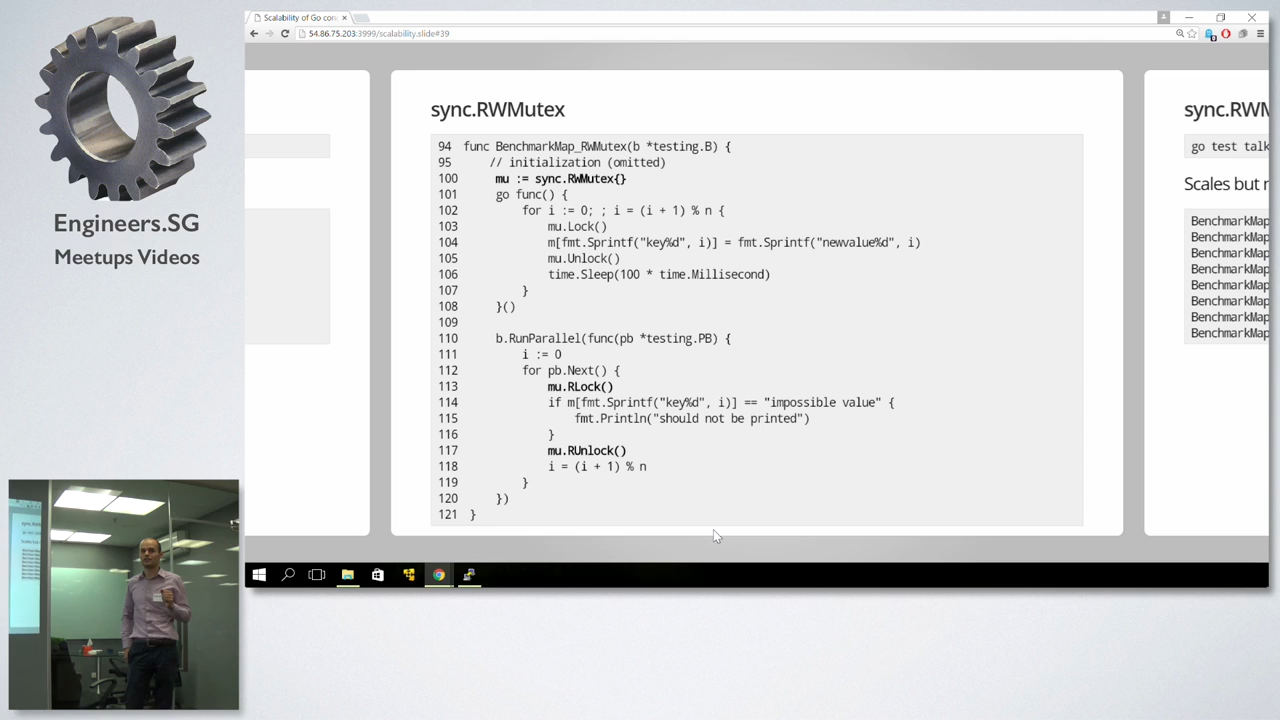 Engineers.SG
Meetups Videos
Scalability of Go con
54.86.75.203:3999/scalability.slide#39
sync.RWMutex
94 func BenchmarkMap_RWMutex(b *testing.B) {
95 // initialization (omitted)
100 mu := sync.RWMutex{}
101 go func() {
102 for i := 0; ; i = (i + 1) % n {
103 mu.Lock()
104 m[fmt.Sprintf("key%d", i)] = fmt.Sprintf("newvalue%d", i)
105 mu.Unlock()
106 time.Sleep(100 * time.Millisecond)
107 }
108 }()
109
110 b.RunParallel(func(pb *testing.PB) {
111 i := 0
112 for pb.Next() {
113 mu.RLock()
114 if m[fmt.Sprintf("key%d", i)] == "impossible value" {
115 fmt.Println("should not be printed")
116 }
117 mu.RUnlock()
118 i = (i + 1) % n
119 }
120 })
121 }
sync.RWM
go test talk
Scales but
BenchmarkMap
BenchmarkMap
BenchmarkMap
BenchmarkMap
BenchmarkMap
BenchmarkMap
BenchmarkMap
BenchmarkMap